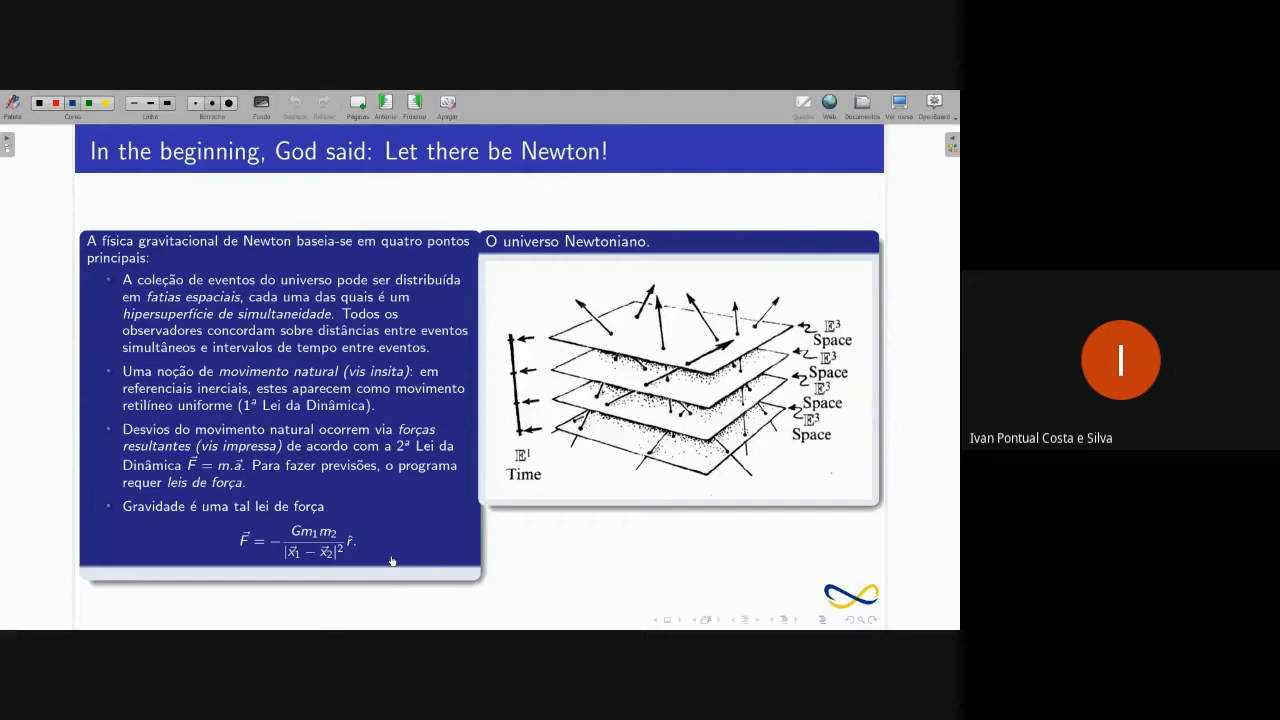 Cores
Linha
Borracha
Fundo
Páginas
Anterior
Próximo
Apagar
Web
Documentos
Ver mesa
OpenBoard
In the beginning, God said: Let there be Newton!
A física gravitacional de Newton baseia-se em quatro pontos
principais:
• A coleção de eventos do universo pode ser distribuída
em fatias espaciais, cada uma das quais é um
hipersuperfície de simultaneidade. Todos os
observadores concordam sobre distâncias entre eventos
simultâneos e intervalos de tempo entre eventos.
• Uma noção de movimento natural (vis insita): em
referenciais inerciais, estes aparecem como movimento
retilíneo uniforme (1ª Lei da Dinâmica).
• Desvios do movimento natural ocorrem via forças
resultantes (vis impressa) de acordo com a 2ª Lei da
Dinâmica F⃗ = m.a⃗. Para fazer previsões, o programa
requer leis de força.
• Gravidade é uma tal lei de força
F⃗ = − Gm₁m₂ / |x⃗₁ − x⃗₂|² r̂.
O universo Newtoniano.
𝔼³
Space
𝔼³
Space
𝔼³
Space
𝔼³
Space
𝔼¹
Time
I
Ivan Pontual Costa e Silva